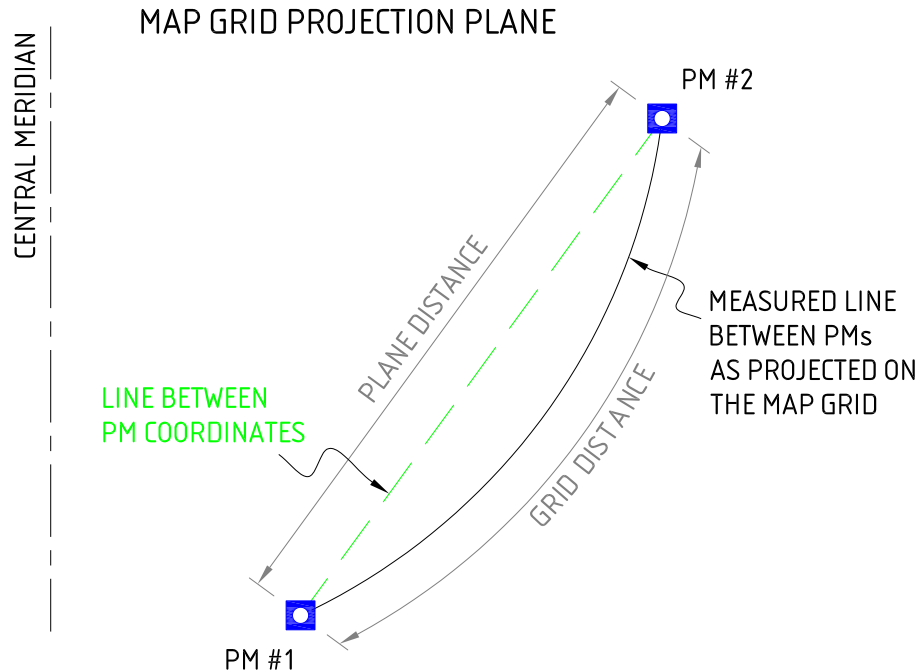 MAP GRID PROJECTION PLANE
CENTRAL MERIDIAN
PM #2
PLANE DISTANCE
MEASURED LINE
BETWEEN PMs
AS PROJECTED ON
THE MAP GRID
LINE BETWEEN
PM COORDINATES
GRID DISTANCE
PM #1